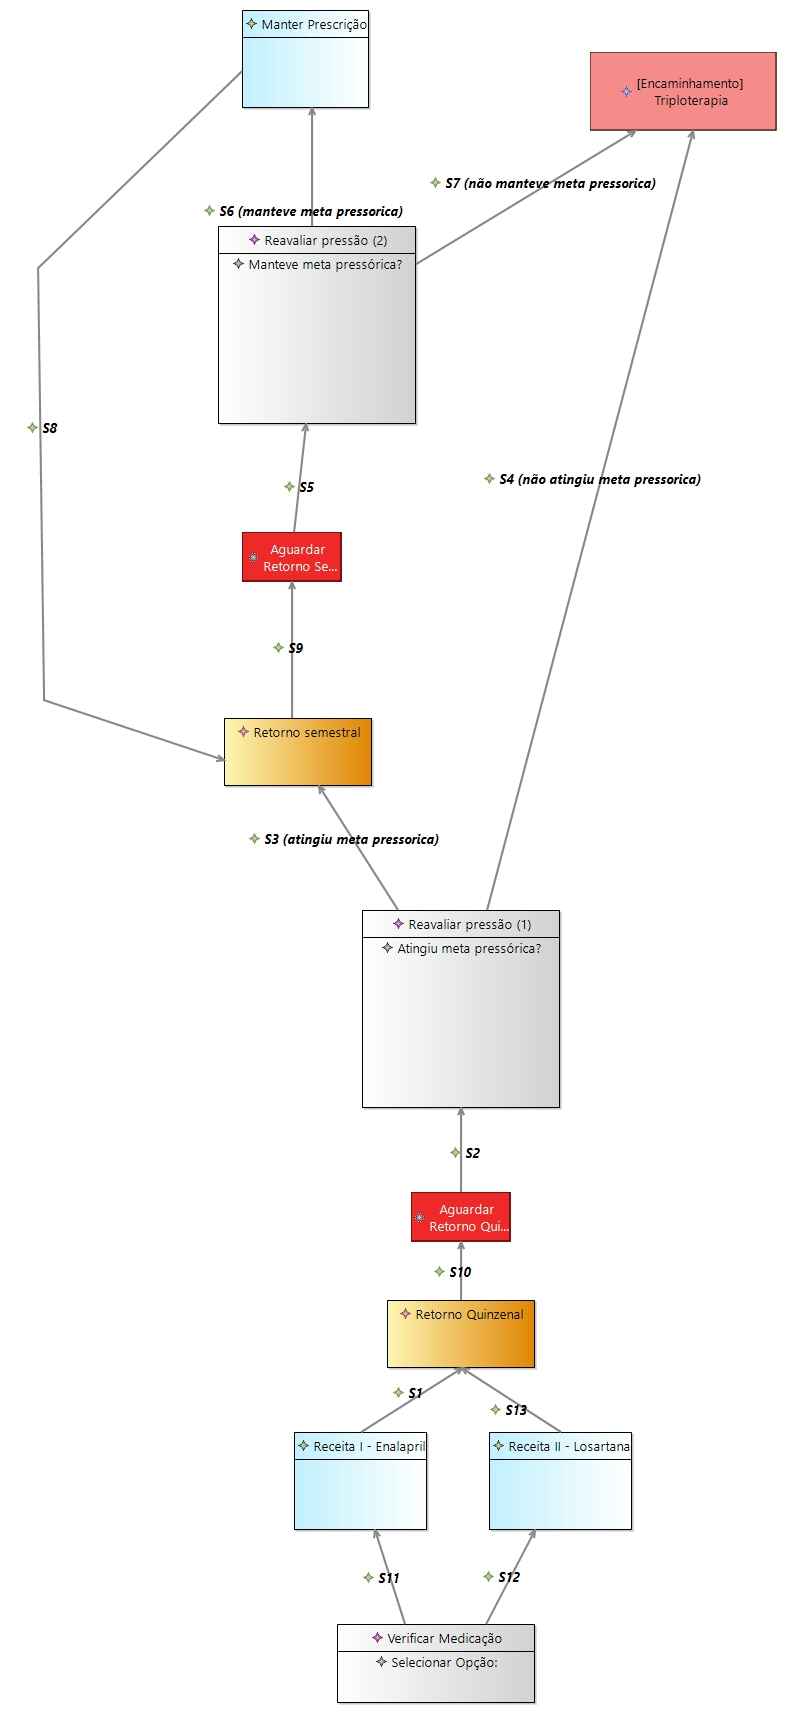 Manter Prescrição
[Encaminhamento]
Triploterapia
S7 (não manteve meta pressorica)
S6 (manteve meta pressorica)
Reavaliar pressão (2)
Manteve meta pressórica?
S8
S4 (não atingiu meta pressorica)
S5
Aguardar
Retorno Se...
S9
Retorno semestral
S3 (atingiu meta pressorica)
Reavaliar pressão (1)
Atingiu meta pressórica?
S2
Aguardar
Retorno Qui...
S10
Retorno Quinzenal
S1
S13
Receita I - Enalapril
Receita II - Losartana
S11
S12
Verificar Medicação
Selecionar Opção: